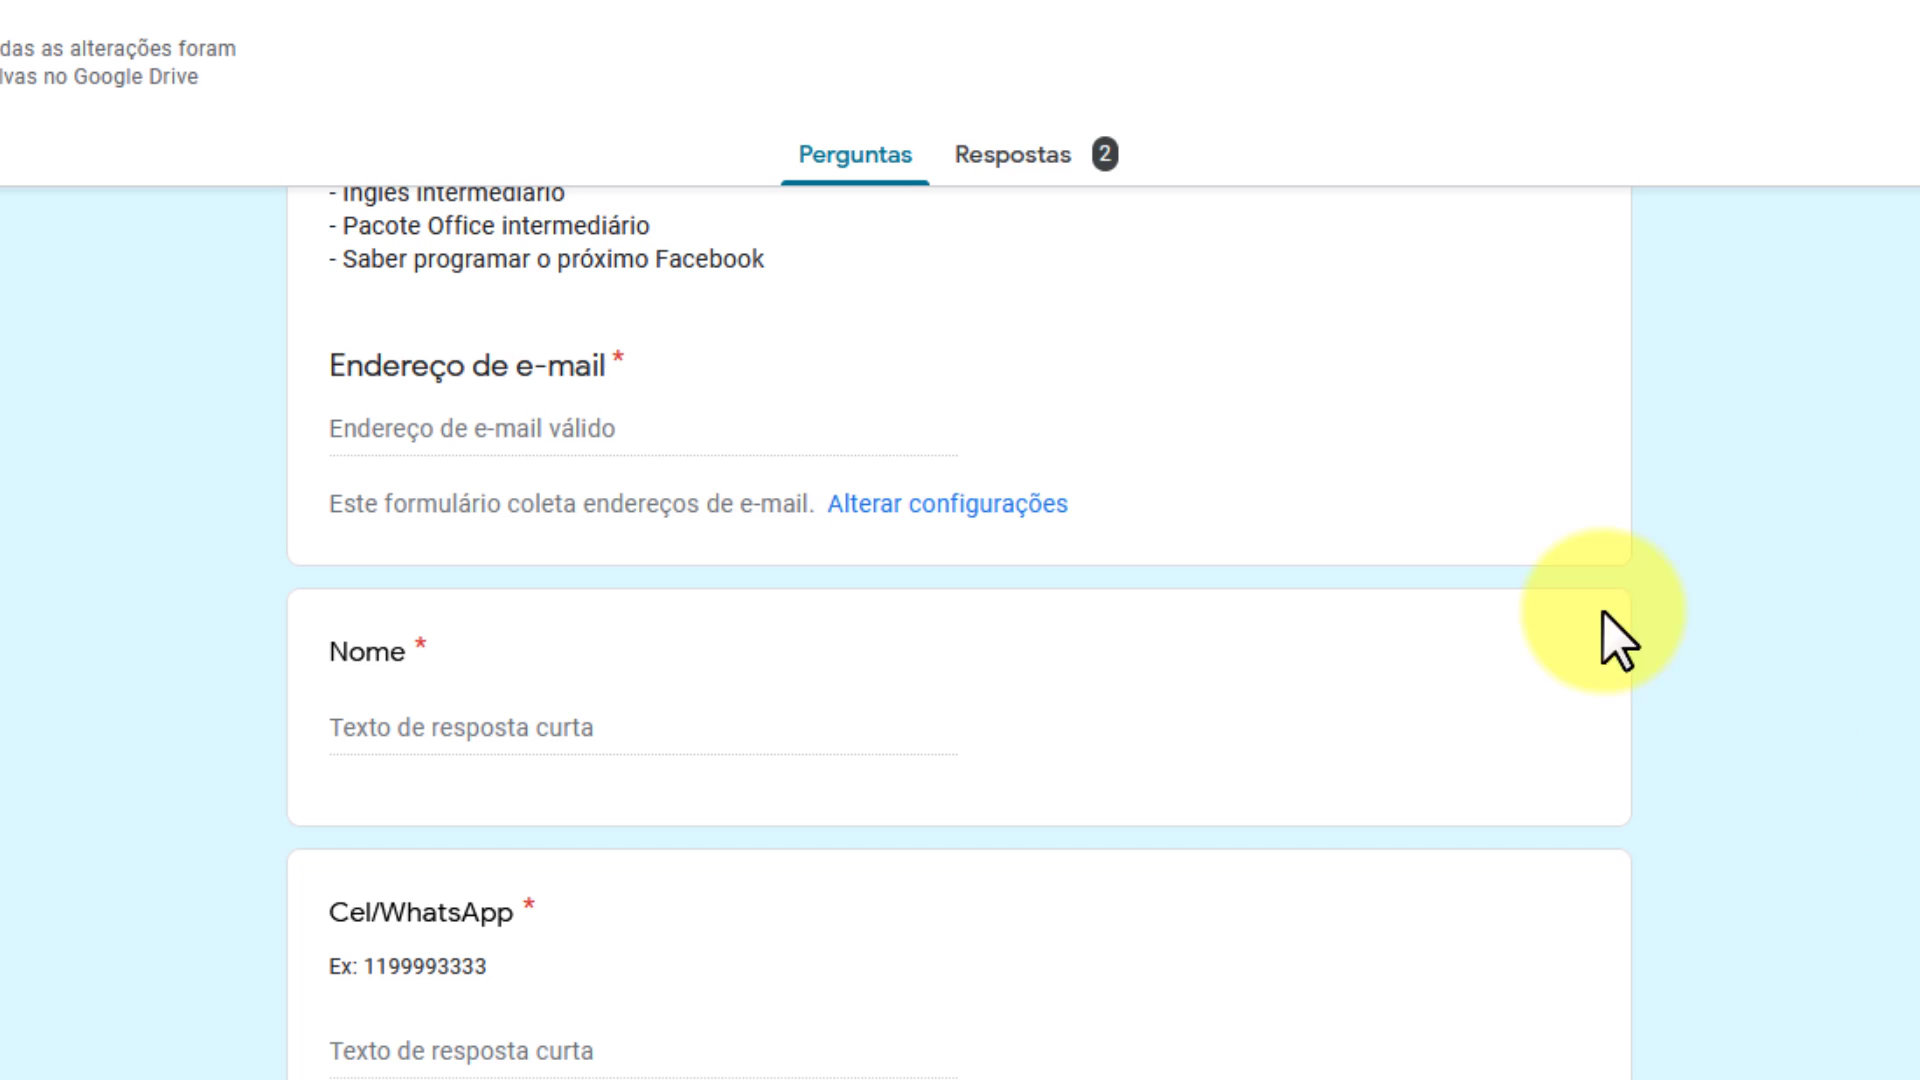 das as alterações foram
lvas no Google Drive
Perguntas Respostas 2
- Inglês intermediário
- Pacote Office intermediário
- Saber programar o próximo Facebook
Endereço de e-mail *
Endereço de e-mail válido
Este formulário coleta endereços de e-mail. Alterar configurações
Nome *
Texto de resposta curta
Cel/WhatsApp *
Ex: 1199993333
Texto de resposta curta